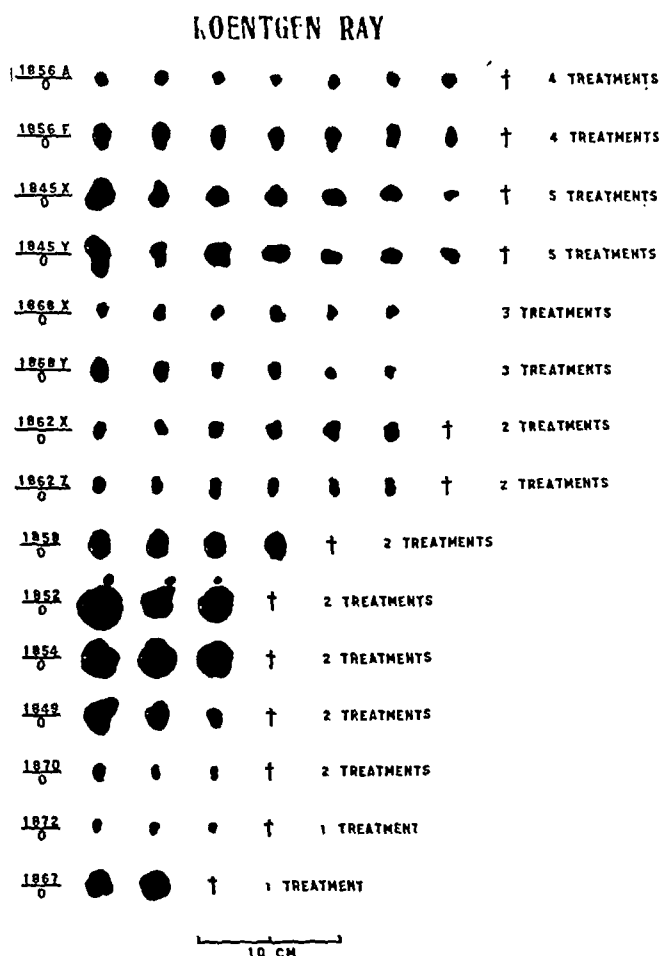 ROENTGEN RAY
1856 A
0
† 4 TREATMENTS
1856 F
0
† 4 TREATMENTS
1845 X
0
† 5 TREATMENTS
1845 Y
0
† 5 TREATMENTS
1868 X
0
3 TREATMENTS
1868 Y
0
3 TREATMENTS
1862 X
0
† 2 TREATMENTS
1862 Z
0
† 2 TREATMENTS
1858
0
† 2 TREATMENTS
1852
0
† 2 TREATMENTS
1854
0
† 2 TREATMENTS
1849
0
† 2 TREATMENTS
1870
0
† 2 TREATMENTS
1872
0
† 1 TREATMENT
1867
0
† 1 TREATMENT
10 CM